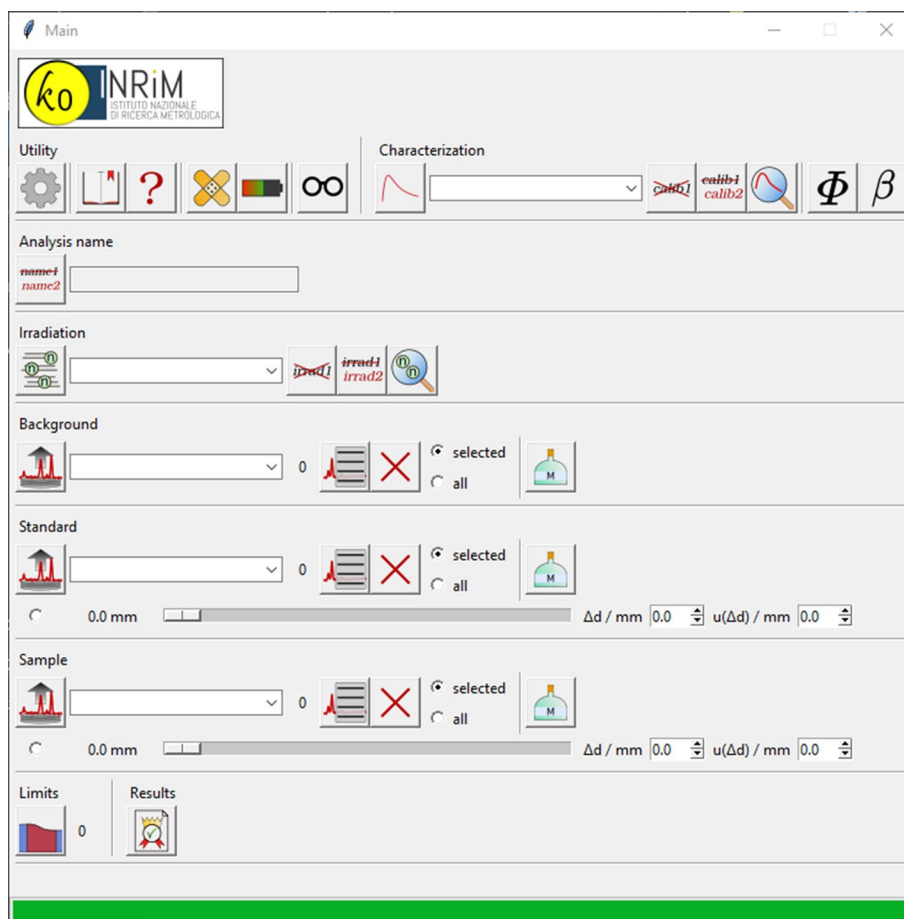 Main
k0
INRiM
ISTITUTO NAZIONALE
DI RICERCA METROLOGICA
Utility
Characterization
?
calib1
calib1
calib2
Φ
β
Analysis name
name1
name2
Irradiation
n
n
n
irrad1
irrad1
irrad2
n
n
Background
0
selected
all
M
Standard
0
selected
all
M
0.0 mm
Δd / mm 0.0 u(Δd) / mm 0.0
Sample
0
selected
all
M
0.0 mm
Δd / mm 0.0 u(Δd) / mm 0.0
Limits
Results
0